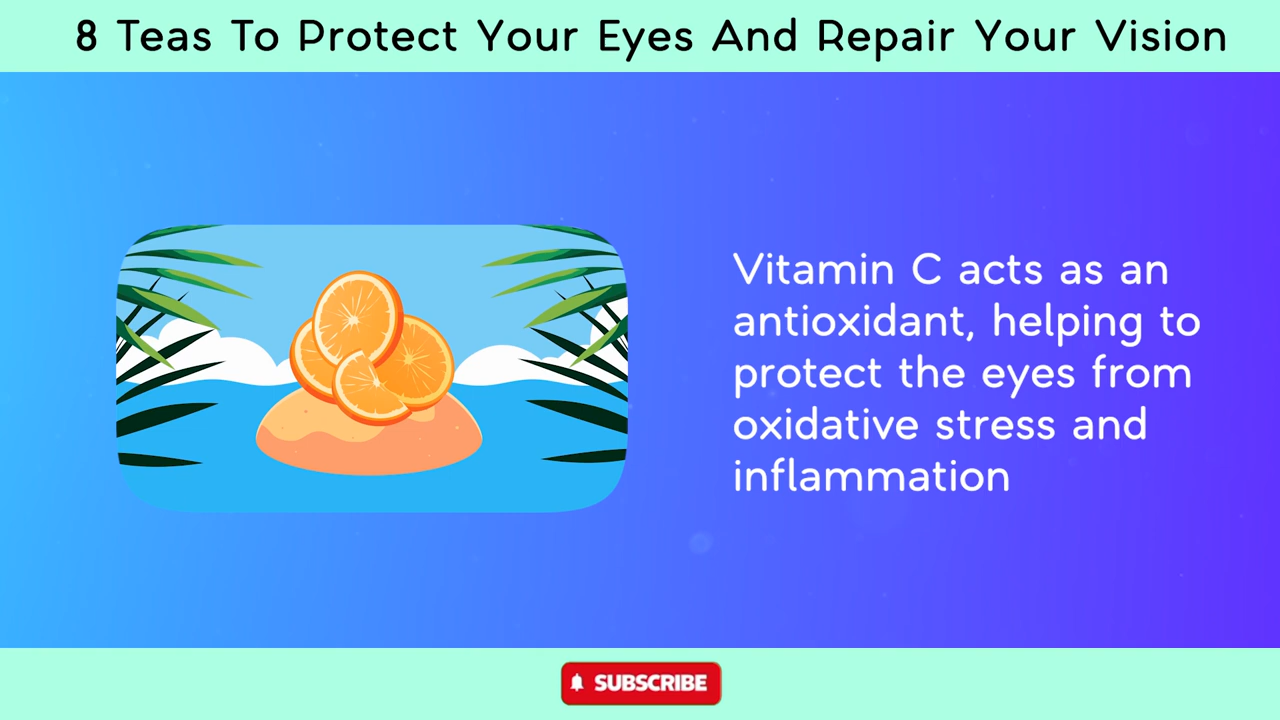 8 Teas To Protect Your Eyes And Repair Your Vision
Vitamin C acts as an
antioxidant, helping to
protect the eyes from
oxidative stress and
inflammation
SUBSCRIBE